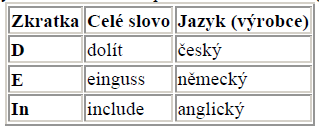 Zkratka Celé slovo Jazyk (výrobce)
D dolít český
E einguss německý
In include anglický